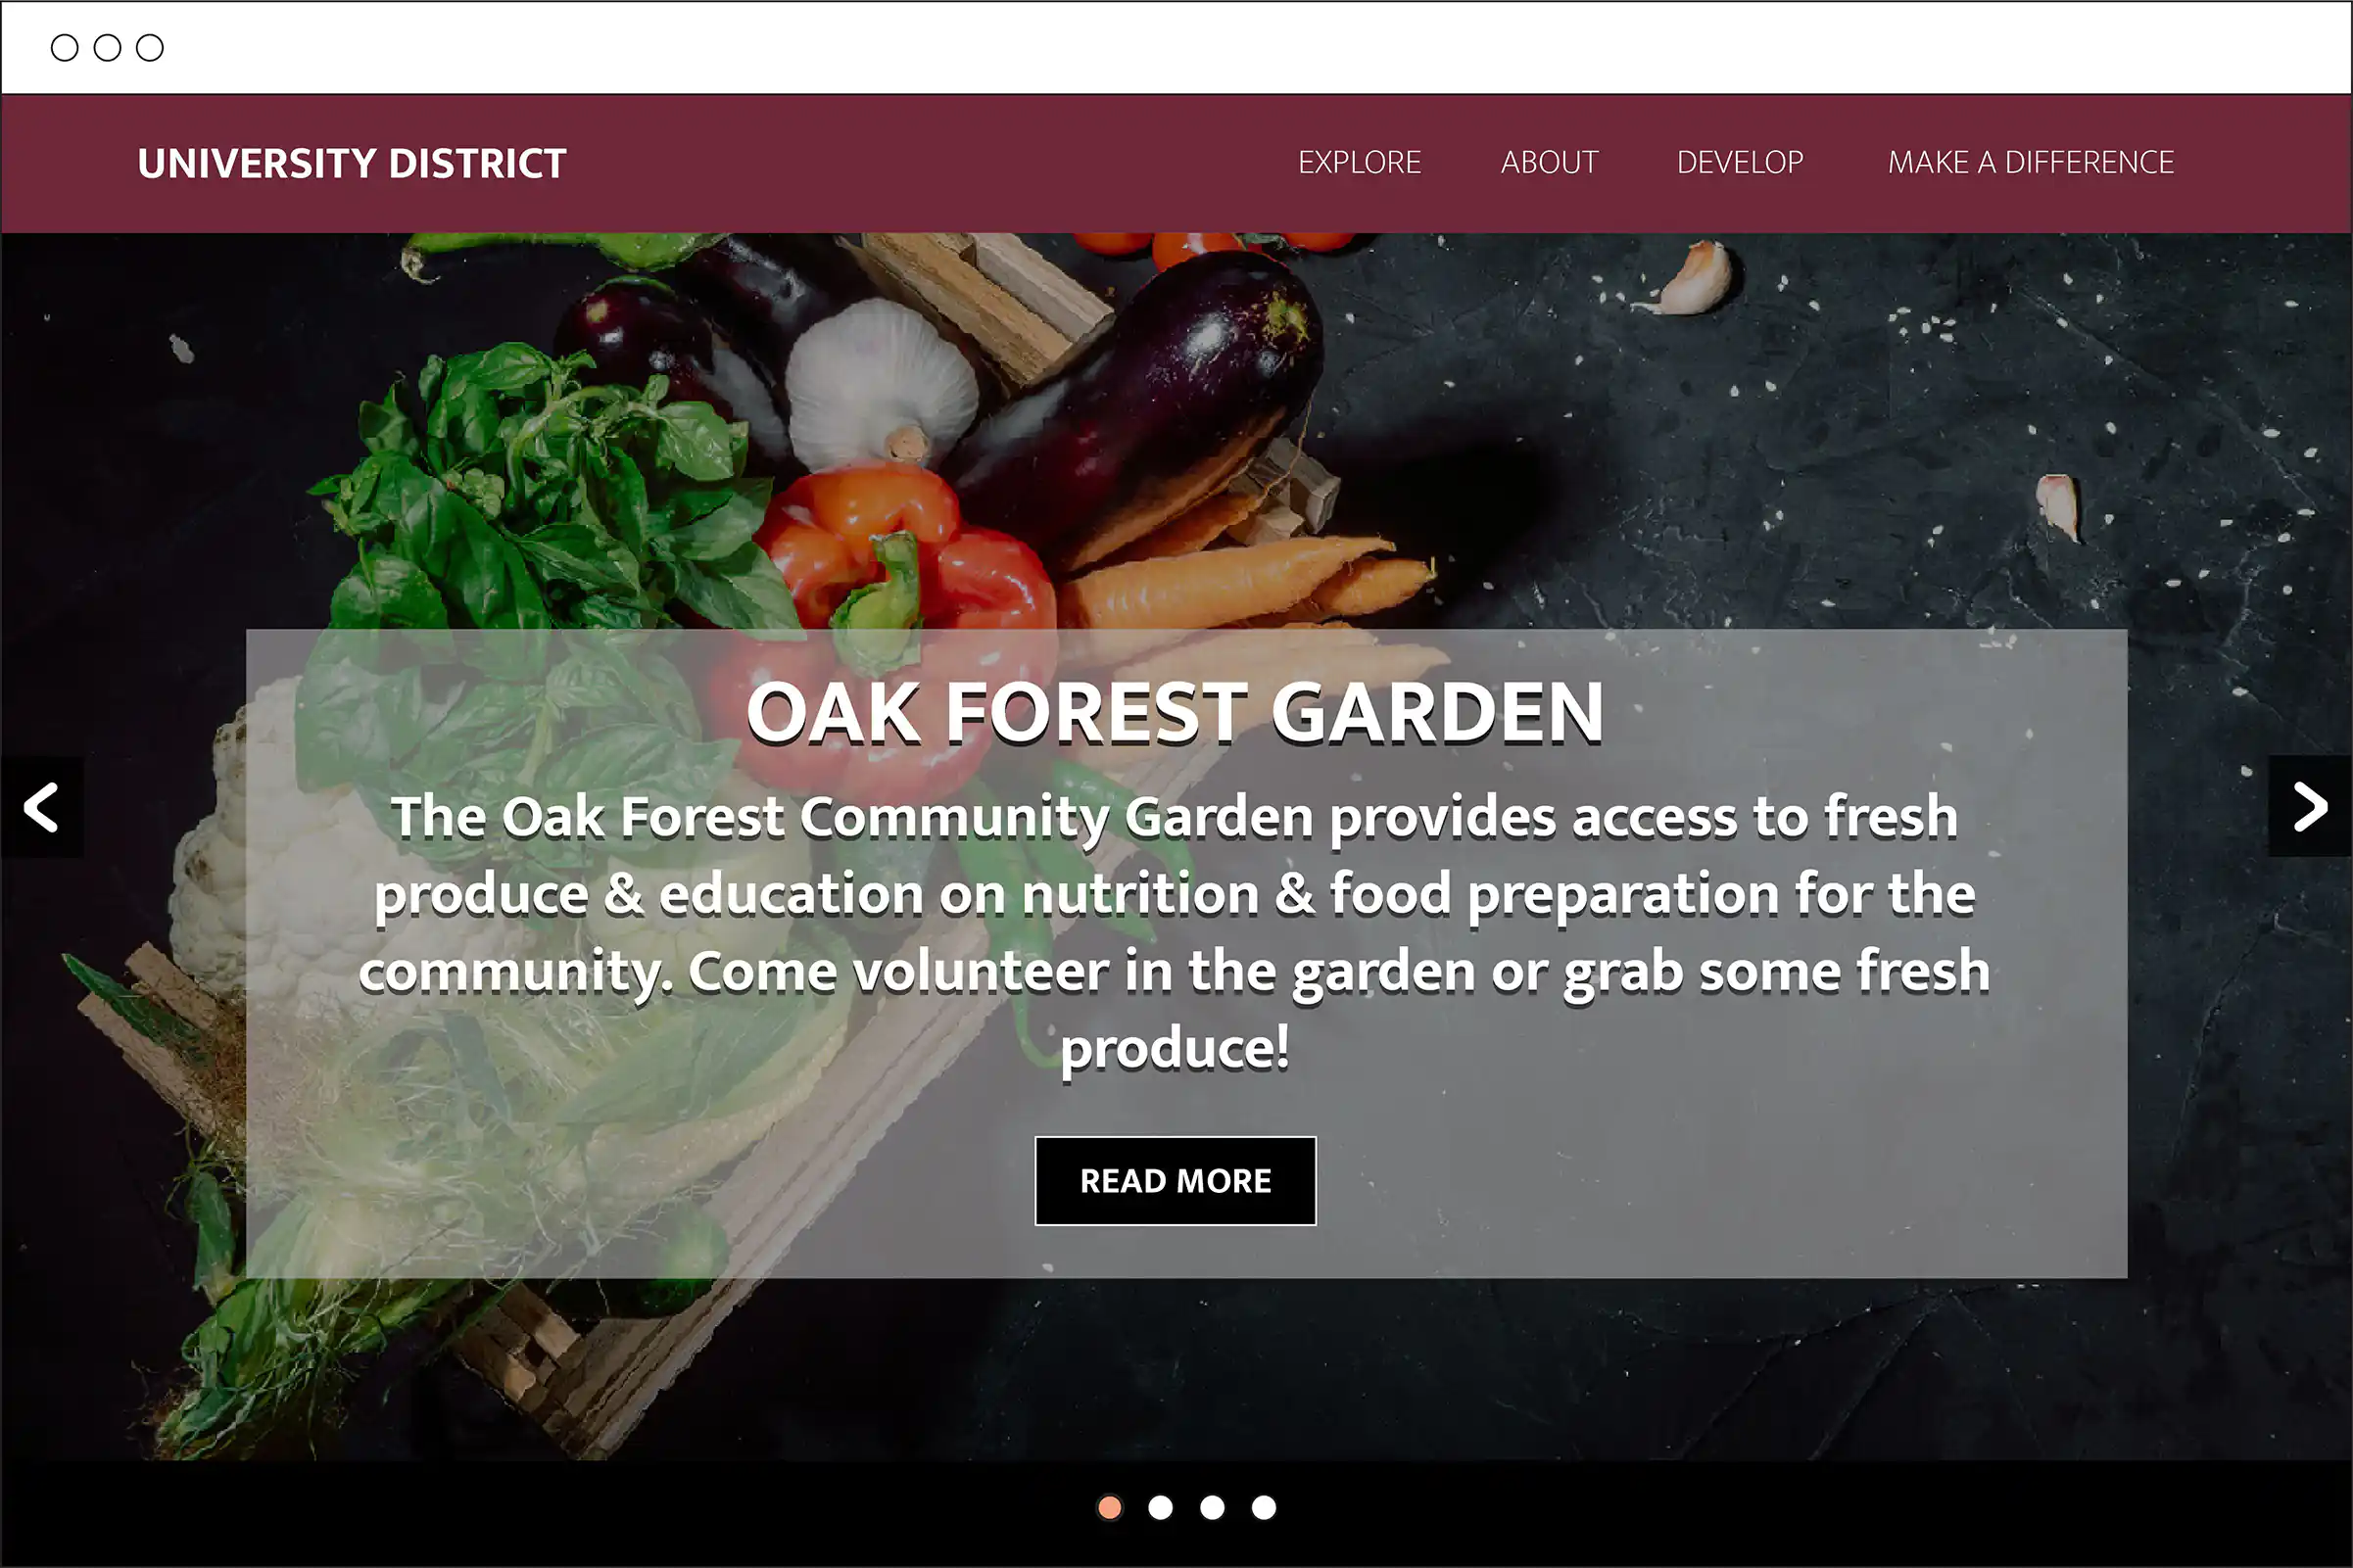 UNIVERSITY DISTRICT
EXPLORE
ABOUT
DEVELOP
MAKE A DIFFERENCE
OAK FOREST GARDEN
The Oak Forest Community Garden provides access to fresh
produce & education on nutrition & food preparation for the
community. Come volunteer in the garden or grab some fresh
produce!
READ MORE